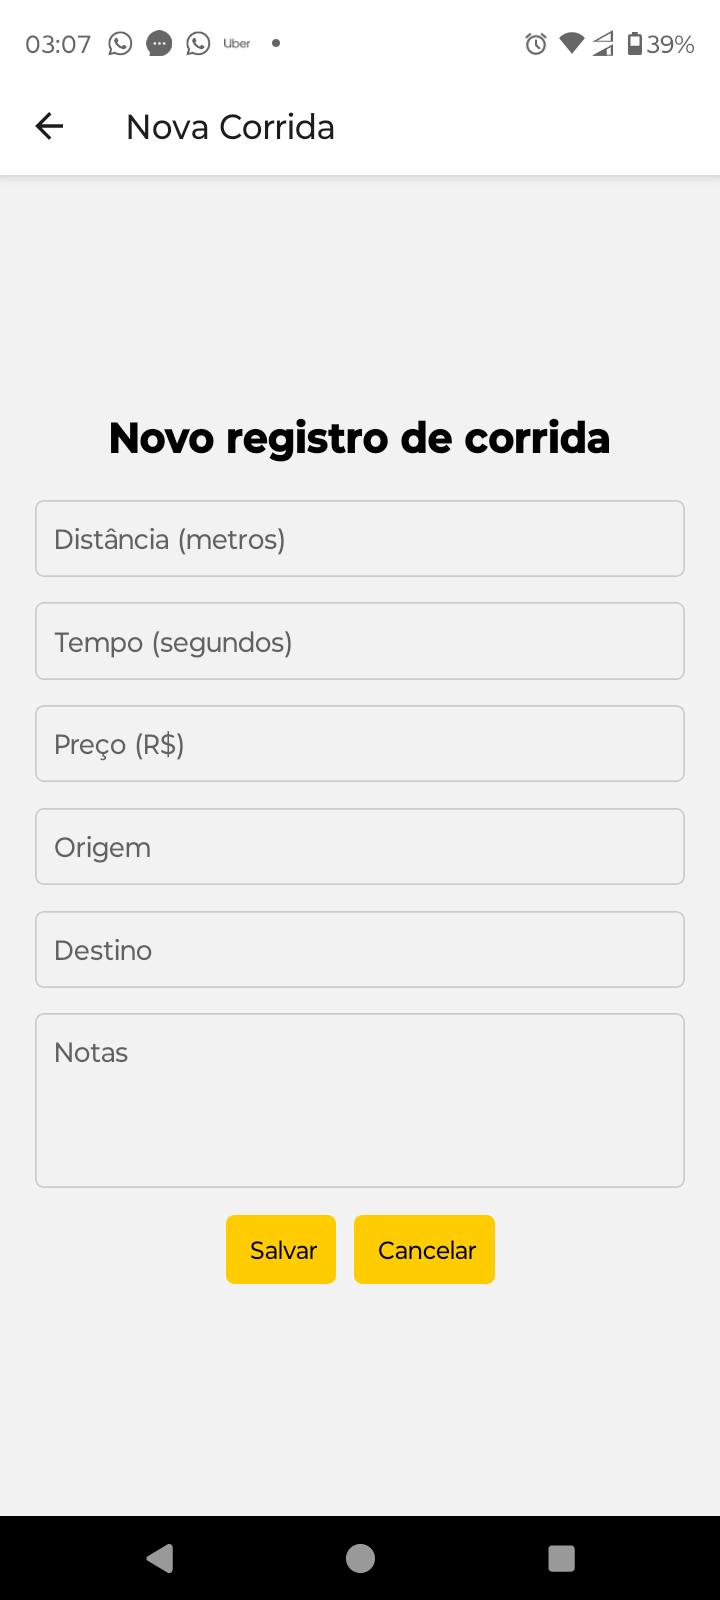 03:07 Uber 39%
Nova Corrida
Novo registro de corrida
Distância (metros)
Tempo (segundos)
Preço (R$)
Origem
Destino
Notas
Salvar Cancelar